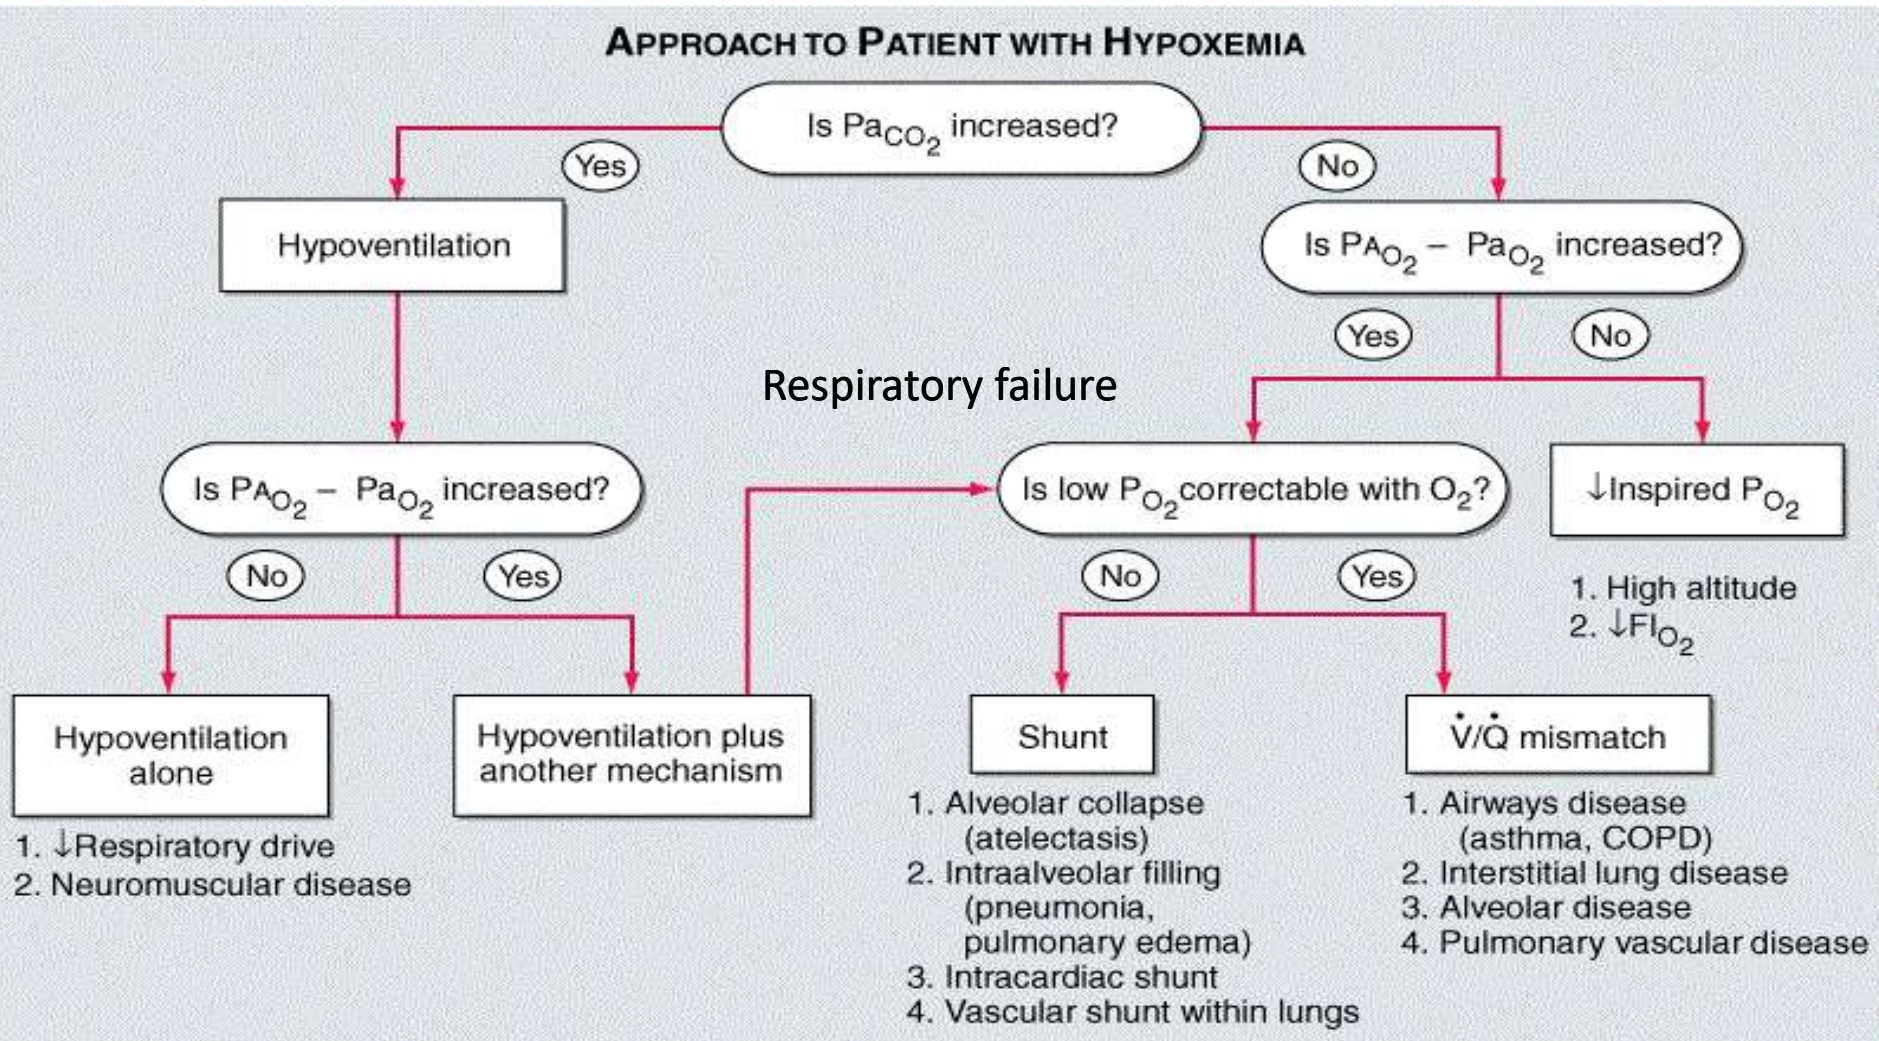 APPROACH TO PATIENT WITH HYPOXEMIA
Is PaCO2 increased?
Yes
No
Hypoventilation
Is PAO2 – PaO2 increased?
Yes
No
Respiratory failure
Is PAO2 – PaO2 increased?
Is low PO2 correctable with O2?
↓Inspired PO2
No
Yes
No
Yes
1. High altitude
2. ↓FIO2
Hypoventilation
alone
1. ↓Respiratory drive
2. Neuromuscular disease
Hypoventilation plus
another mechanism
Shunt
1. Alveolar collapse
(atelectasis)
2. Intraalveolar filling
(pneumonia,
pulmonary edema)
3. Intracardiac shunt
4. Vascular shunt within lungs
V̇/Q̇ mismatch
1. Airways disease
(asthma, COPD)
2. Interstitial lung disease
3. Alveolar disease
4. Pulmonary vascular disease